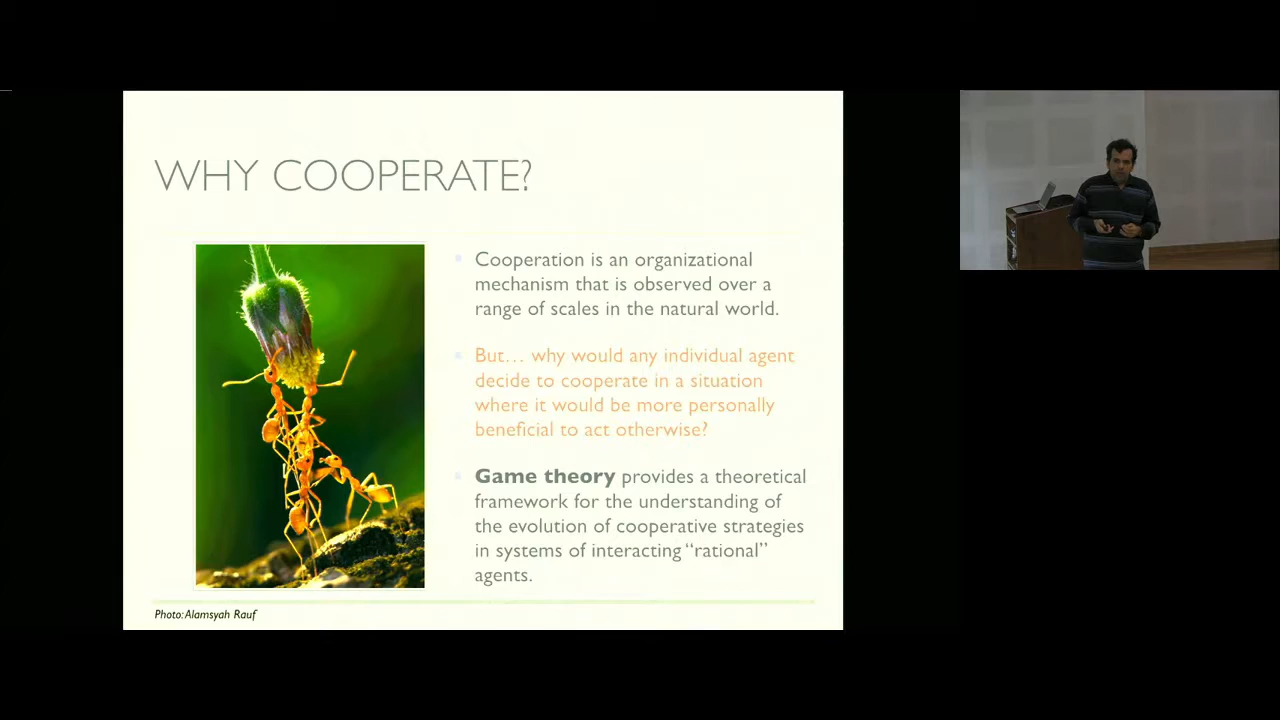 WHY COOPERATE?
Cooperation is an organizational
mechanism that is observed over a
range of scales in the natural world.
But... why would any individual agent
decide to cooperate in a situation
where it would be more personally
beneficial to act otherwise?
Game theory provides a theoretical
framework for the understanding of
the evolution of cooperative strategies
in systems of interacting “rational”
agents.
Photo: Alamsyah Rauf